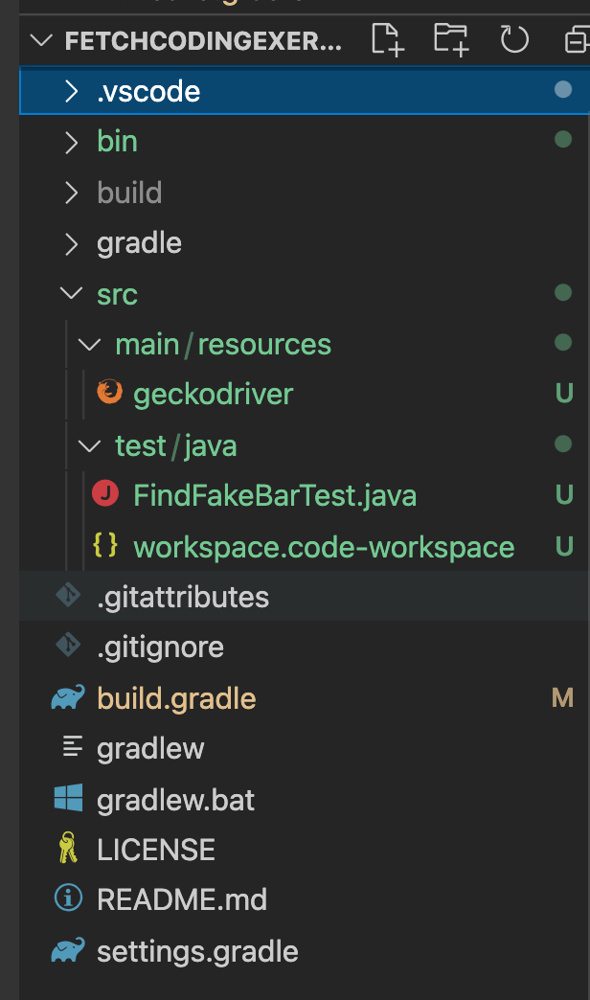 FETCHCODINGEXER...
.vscode
bin
build
gradle
src
main/resources
geckodriver U
test/java
J FindFakeBarTest.java U
{} workspace.code-workspace U
.gitattributes
.gitignore
build.gradle M
gradlew
gradlew.bat
LICENSE
README.md
settings.gradle